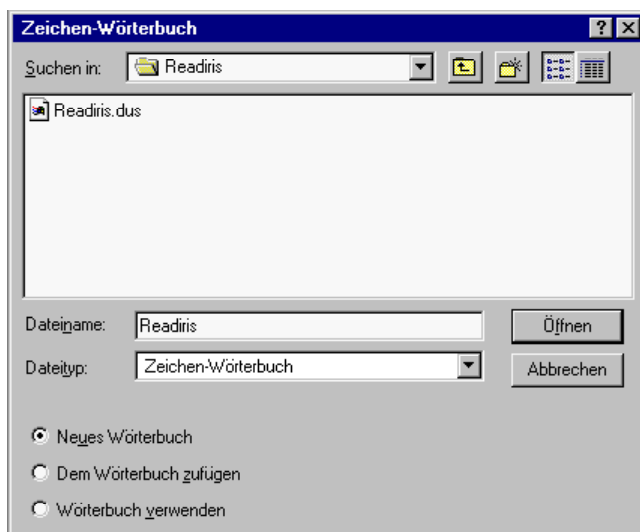 Zeichen-Wörterbuch
Suchen in: Readiris
Readiris.dus
Dateiname: Readiris Öffnen
Dateityp: Zeichen-Wörterbuch Abbrechen
Neues Wörterbuch
Dem Wörterbuch zufügen
Wörterbuch verwenden